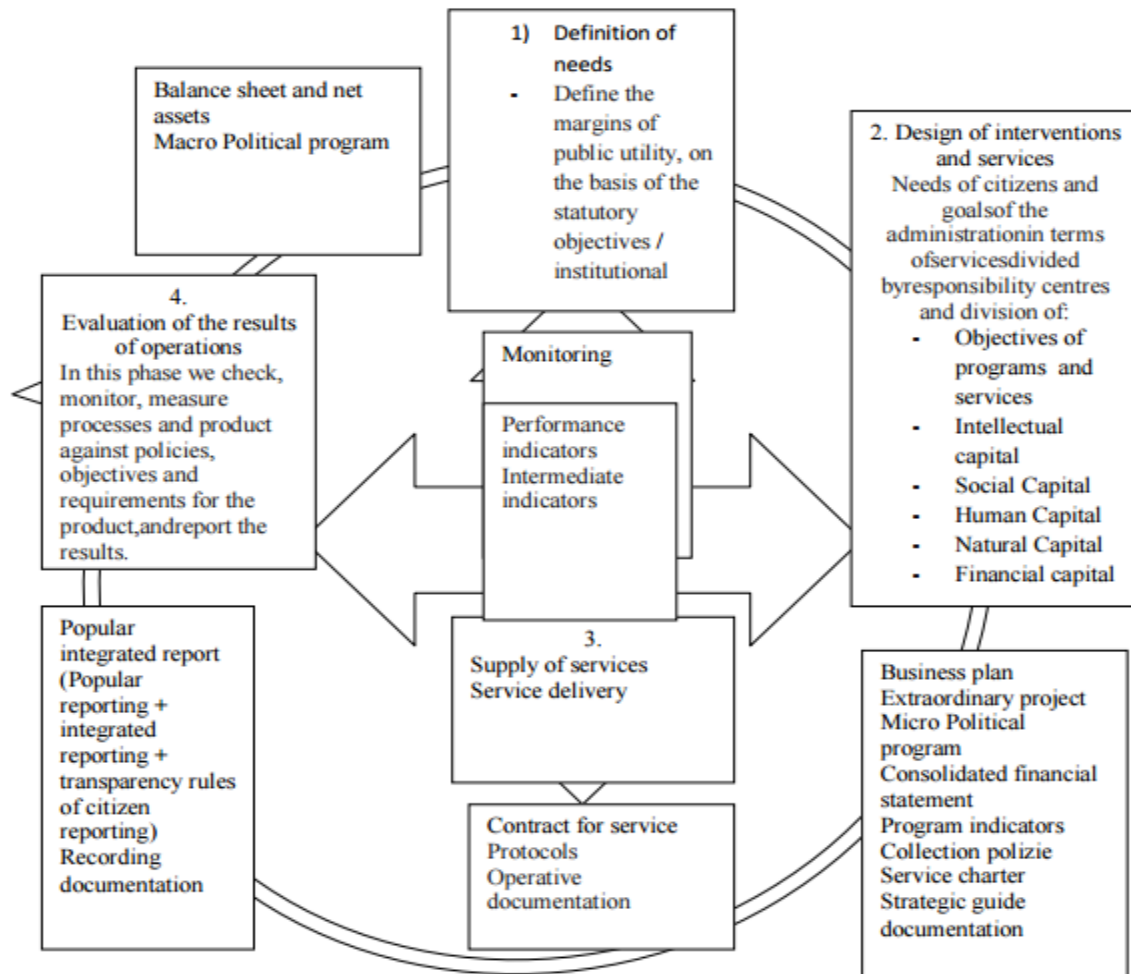 1) Definition of
needs
- Define the
margins of
public utility, on
the basis of the
statutory
objectives /
institutional
Balance sheet and net
assets
Macro Political program
2. Design of interventions
and services
Needs of citizens and
goalsof the
administrationin terms
ofservicesdivided
byresponsibility centres
and division of:
- Objectives of
programs and
services
- Intellectual
capital
- Social Capital
- Human Capital
- Natural Capital
- Financial capital
4.
Evaluation of the results
of operations
In this phase we check,
monitor, measure
processes and product
against policies,
objectives and
requirements for the
product,andreport the
results.
Monitoring
Performance
indicators
Intermediate
indicators
3.
Supply of services
Service delivery
Popular
integrated report
(Popular
reporting +
integrated
reporting +
transparency rules
of citizen
reporting)
Recording
documentation
Contract for service
Protocols
Operative
documentation
Business plan
Extraordinary project
Micro Political
program
Consolidated financial
statement
Program indicators
Collection polizie
Service charter
Strategic guide
documentation